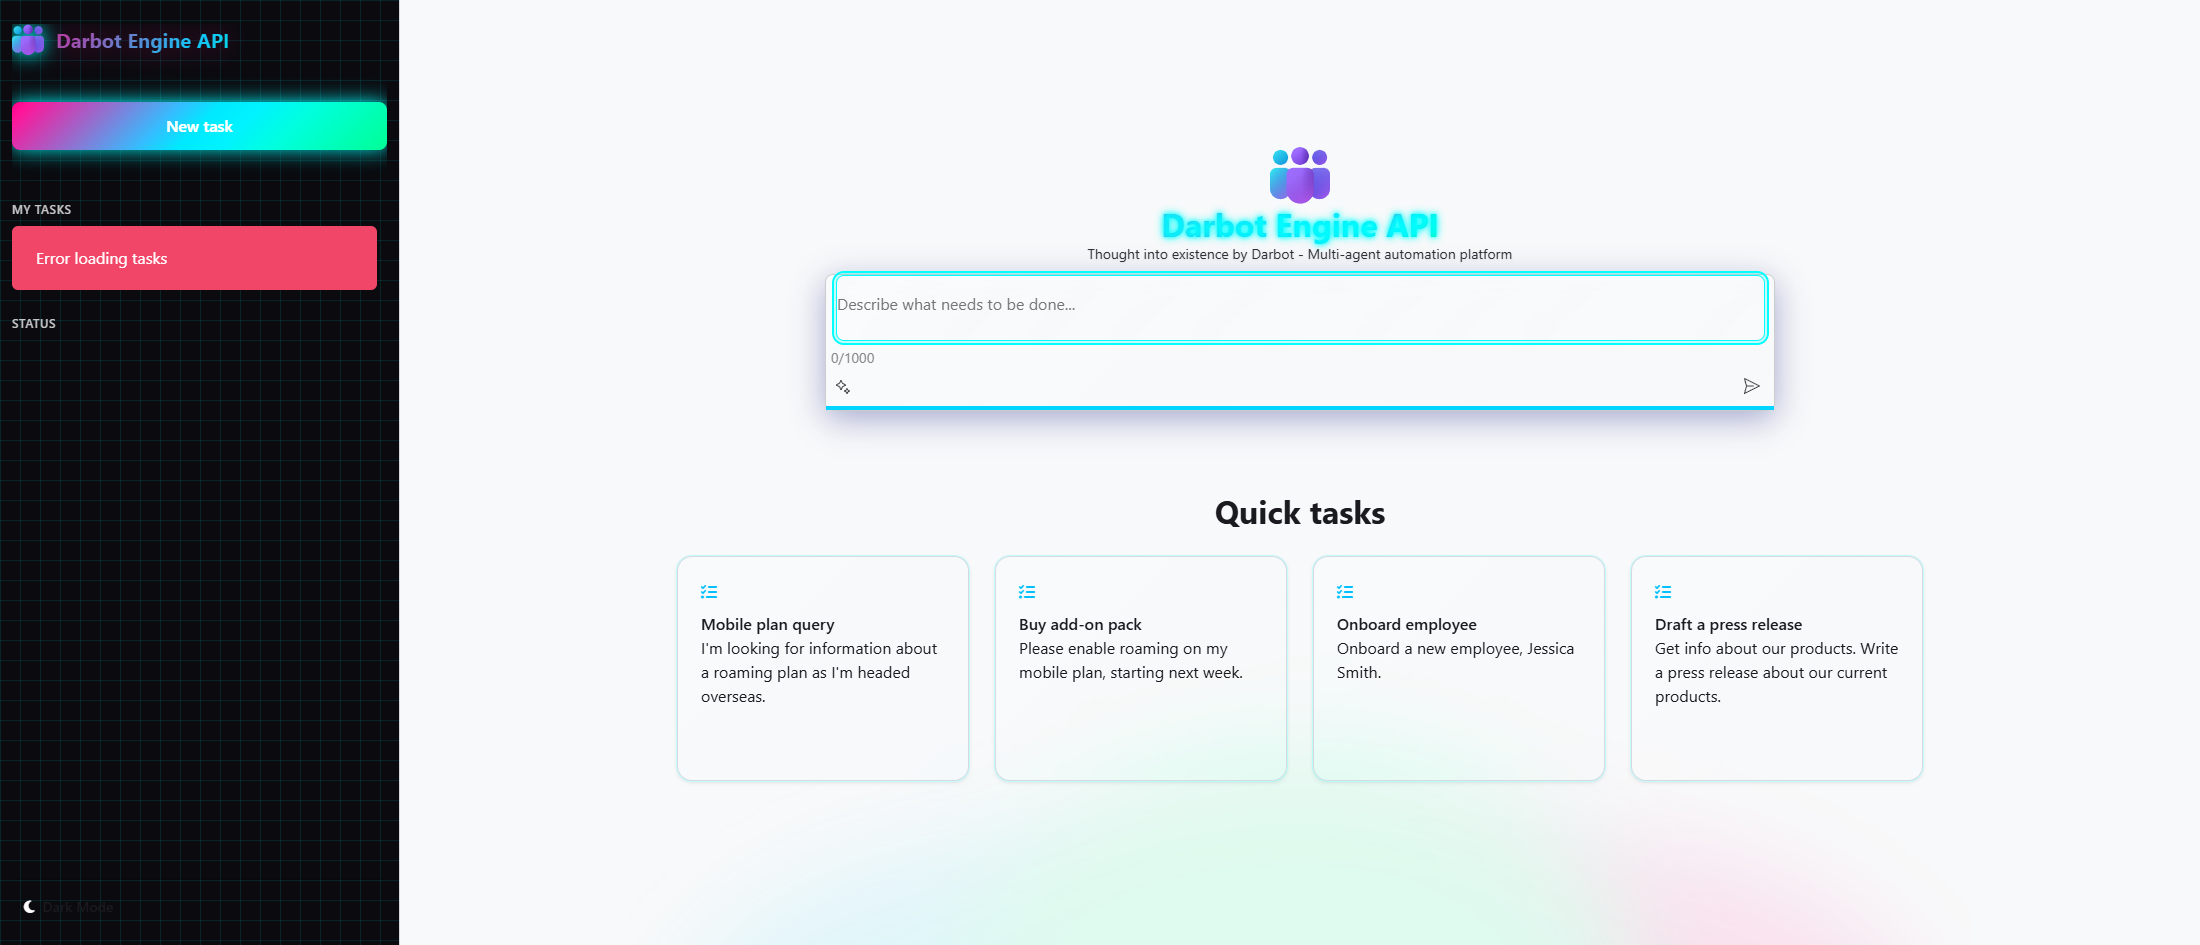 Darbot Engine API
New task
MY TASKS
Error loading tasks
STATUS
Dark Mode
Darbot Engine API
Thought into existence by Darbot - Multi-agent automation platform
Describe what needs to be done...
0/1000
Quick tasks
Mobile plan query
I'm looking for information about
a roaming plan as I'm headed
overseas.
Buy add-on pack
Please enable roaming on my
mobile plan, starting next week.
Onboard employee
Onboard a new employee, Jessica
Smith.
Draft a press release
Get info about our products. Write
a press release about our current
products.